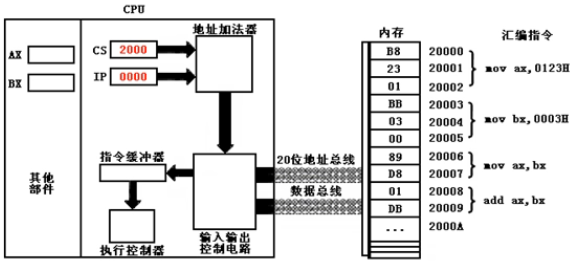 CPU
AX
BX
其他
部件
CS 2000
IP 0000
地址加法器
指令缓冲器
执行控制器
输入输出
控制电路
20位地址总线
数据总线
内存 汇编指令
B8 20000
23 20001 mov ax,0123H
01 20002
BB 20003
03 20004 mov bx,0003H
00 20005
89 20006 mov ax,bx
D8 20007
01 20008 add ax,bx
DB 20009
... 2000A